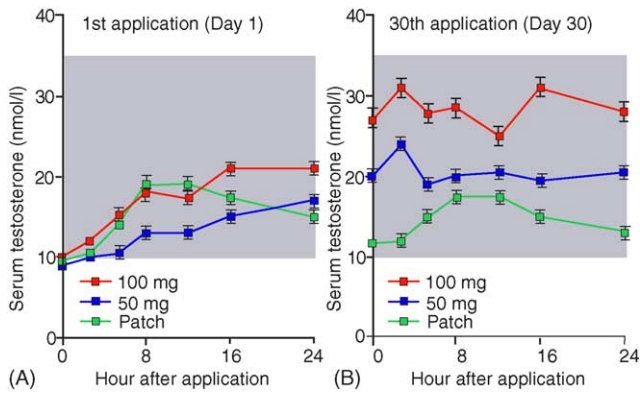 1st application (Day 1)
40
30
20
10
0
Serum testosterone (nmol/l)
100 mg
50 mg
Patch
0 8 16 24
(A) Hour after application
30th application (Day 30)
40
30
20
10
0
Serum testosterone (nmol/l)
100 mg
50 mg
Patch
0 8 16 24
(B) Hour after application